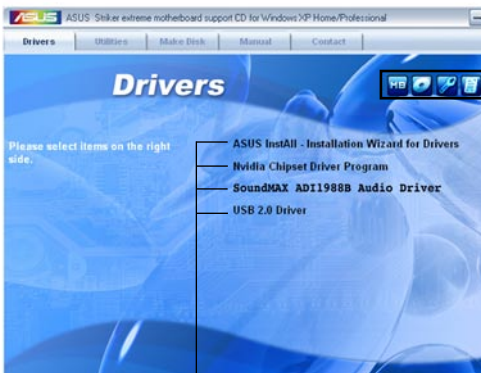 ASUS ASUS Striker extreme motherboard support CD for Windows XP Home/Professional
Drivers Utilities Make Disk Manual Contact
Drivers
HB
Please select items on the right
side.
ASUS InstAll - Installation Wizard for Drivers
Nvidia Chipset Driver Program
SoundMAX ADI1988B Audio Driver
USB 2.0 Driver